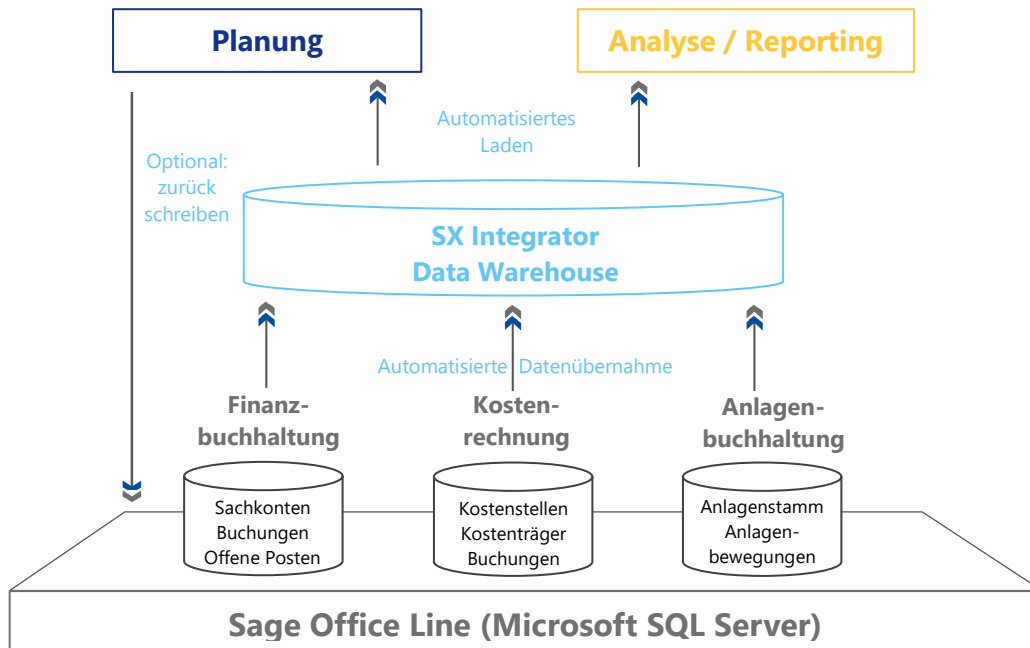 Planung
Analyse / Reporting
Automatisiertes
Laden
Optional:
zurück
schreiben
SX Integrator
Data Warehouse
Automatisierte Datenübernahme
Finanz-
buchhaltung
Kosten-
rechnung
Anlagen-
buchhaltung
Sachkonten
Buchungen
Offene Posten
Kostenstellen
Kostenträger
Buchungen
Anlagenstamm
Anlagen-
bewegungen
Sage Office Line (Microsoft SQL Server)